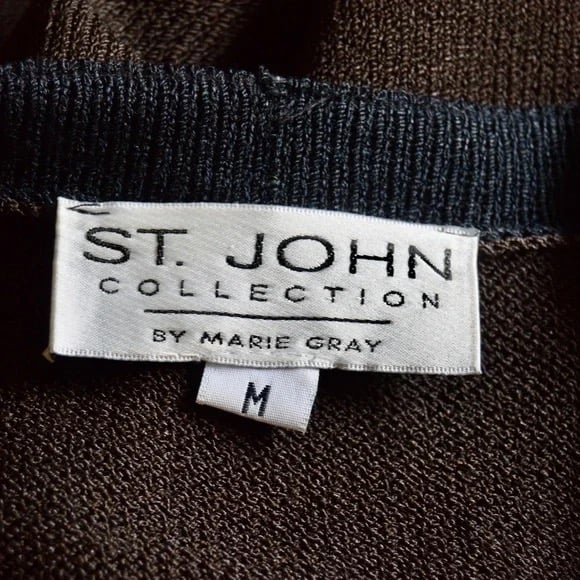 ST. JOHN
COLLECTION
BY MARIE GRAY
M